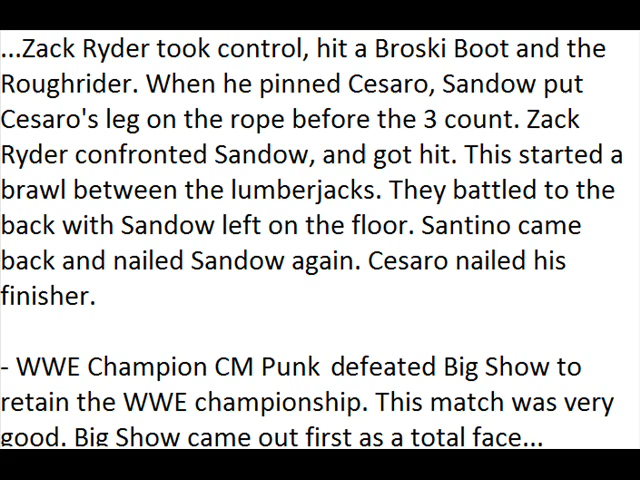 ...Zack Ryder took control, hit a Broski Boot and the
Roughrider. When he pinned Cesaro, Sandow put
Cesaro's leg on the rope before the 3 count. Zack
Ryder confronted Sandow, and got hit. This started a
brawl between the lumberjacks. They battled to the
back with Sandow left on the floor. Santino came
back and nailed Sandow again. Cesaro nailed his
finisher.

- WWE Champion CM Punk defeated Big Show to
retain the WWE championship. This match was very
good. Big Show came out first as a total face...